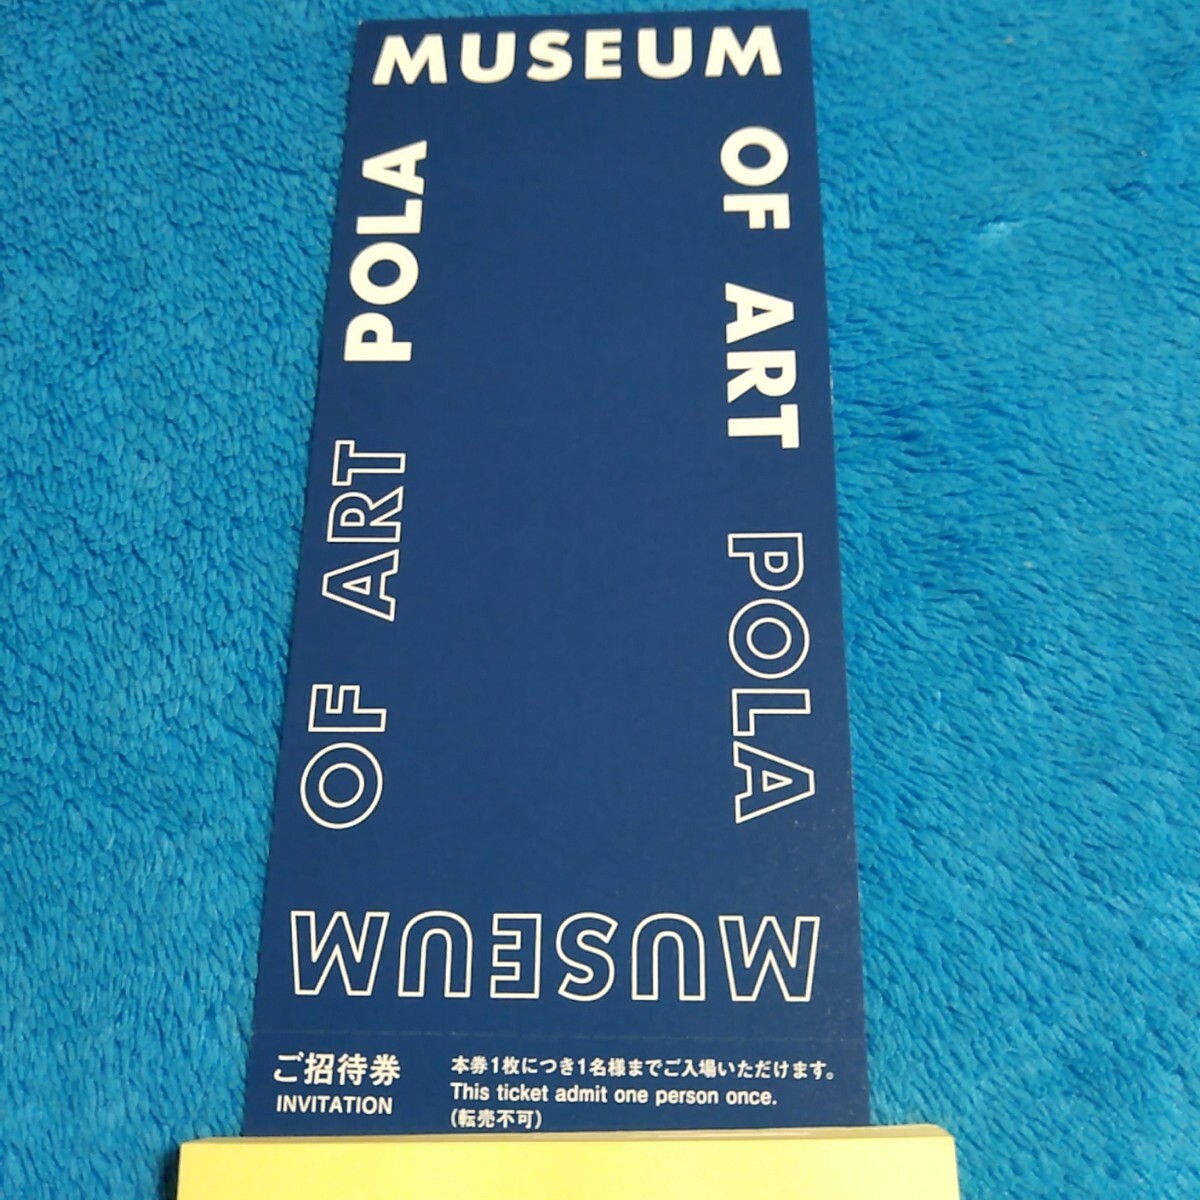 POLA MUSEUM OF ART
POLA MUSEUM OF ART
ご招待券
INVITATION
本券1枚につき1名様までご入場いただけます。
This ticket admit one person once.
(転売不可)